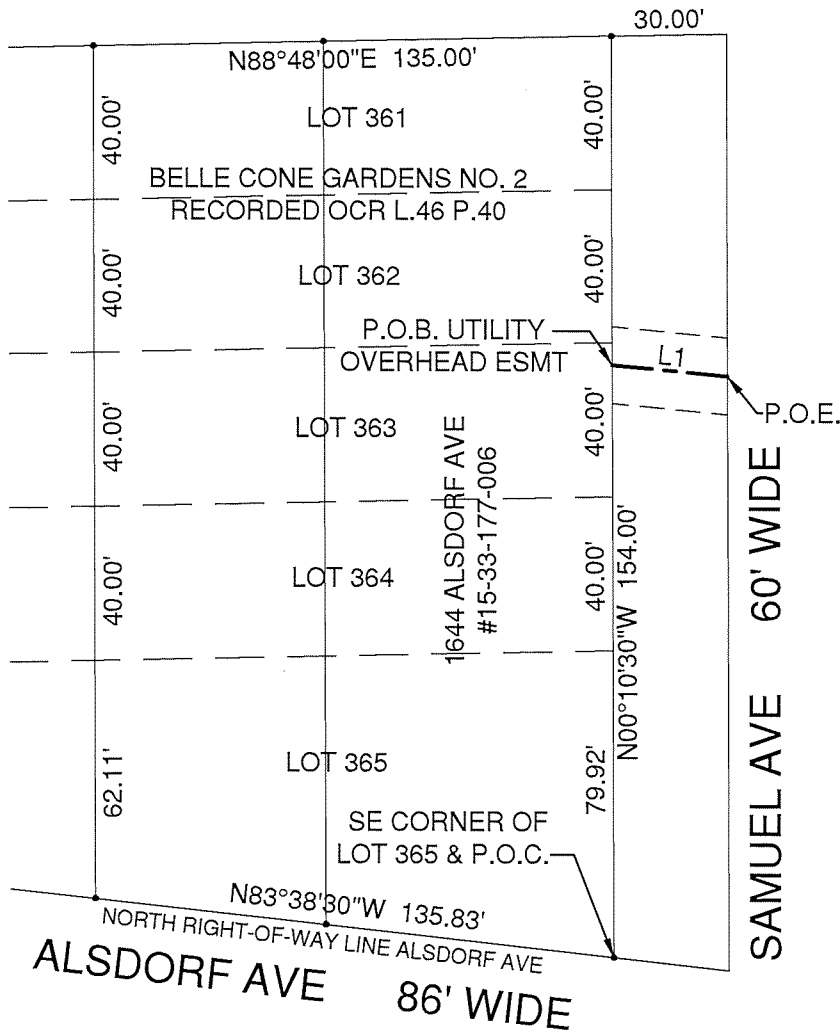 30.00'
N88°48'00"E 135.00'
40.00'
LOT 361
40.00'
BELLE CONE GARDENS NO. 2
RECORDED OCR L.46 P.40
40.00'
LOT 362
40.00'
P.O.B. UTILITY
OVERHEAD ESMT
L1
P.O.E.
40.00'
LOT 363
40.00'
1644 ALSDORF AVE
#15-33-177-006
40.00'
LOT 364
40.00'
N00°10'30"W 154.00'
SAMUEL AVE 60' WIDE
62.11'
LOT 365
79.92'
SE CORNER OF
LOT 365 & P.O.C.
N83°38'30"W 135.83'
NORTH RIGHT-OF-WAY LINE ALSDORF AVE
ALSDORF AVE 86' WIDE